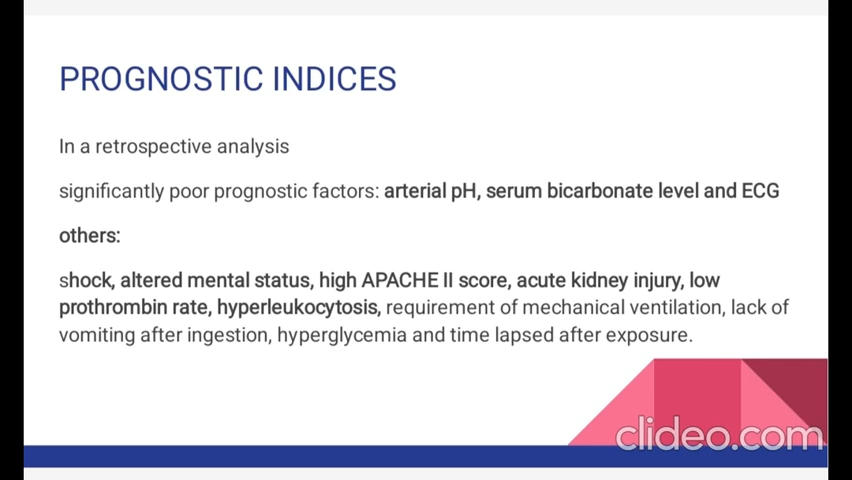 PROGNOSTIC INDICES
In a retrospective analysis
significantly poor prognostic factors: arterial pH, serum bicarbonate level and ECG
others:
shock, altered mental status, high APACHE II score, acute kidney injury, low
prothrombin rate, hyperleukocytosis, requirement of mechanical ventilation, lack of
vomiting after ingestion, hyperglycemia and time lapsed after exposure.
clideo.com